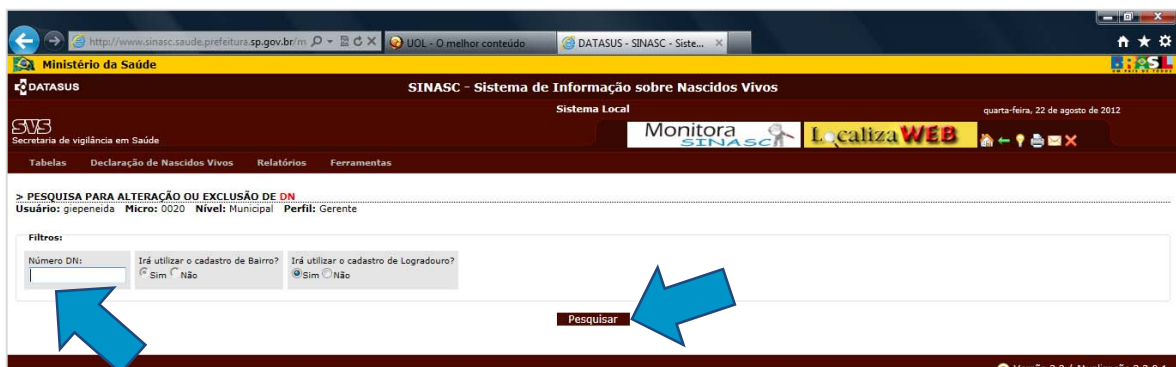 http://www.sinasc.saude.prefeitura.sp.gov.br/m
UOL - O melhor conteúdo
DATASUS - SINASC - Siste...
Ministério da Saúde
BRASIL
DATASUS
SINASC - Sistema de Informação sobre Nascidos Vivos
Sistema Local
quarta-feira, 22 de agosto de 2012
SVS
Secretaria de vigilância em Saúde
Monitora SINASC
Localiza WEB
Tabelas Declaração de Nascidos Vivos Relatórios Ferramentas
> PESQUISA PARA ALTERAÇÃO OU EXCLUSÃO DE DN
Usuário: giepeneida Micro: 0020 Nível: Municipal Perfil: Gerente
Filtros:
Número DN: Irá utilizar o cadastro de Bairro? Irá utilizar o cadastro de Logradouro?
Sim Não Sim Não
Pesquisar